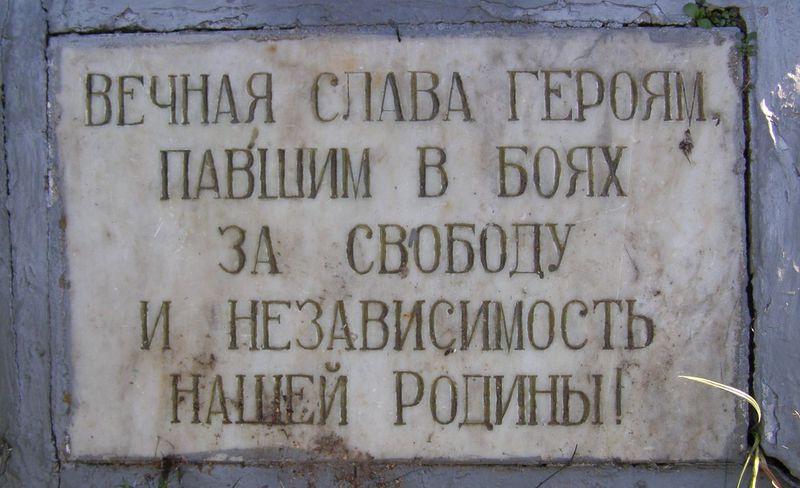 ВЕЧНАЯ СЛАВА ГЕРОЯМ,
ПАВШИМ В БОЯХ
ЗА СВОБОДУ
И НЕЗАВИСИМОСТЬ
НАШЕЙ РОДИНЫ!